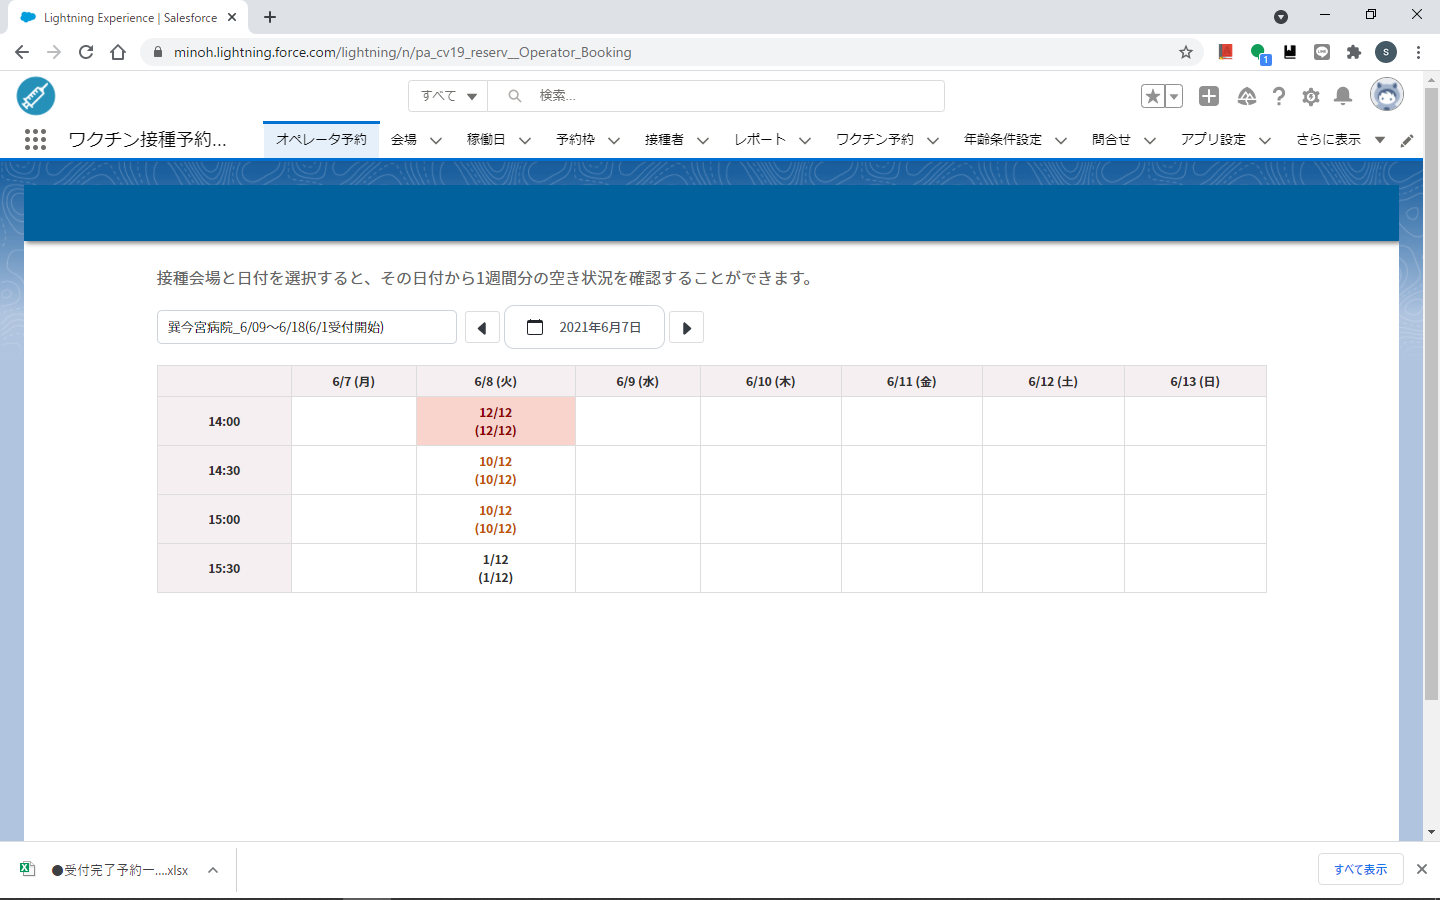 Lightning Experience | Salesforce
minoh.lightning.force.com/lightning/n/pa_cv19_reserv__Operator_Booking
S
1
すべて 検索...
ワクチン接種予約... オペレータ予約 会場 稼働日 予約枠 接種者 レポート ワクチン予約 年齢条件設定 問合せ アプリ設定 さらに表示
接種会場と日付を選択すると、その日付から1週間分の空き状況を確認することができます。
巽今宮病院_6/09～6/18(6/1受付開始) 2021年6月7日
6/7 (月) 6/8 (火) 6/9 (水) 6/10 (木) 6/11 (金) 6/12 (土) 6/13 (日)
14:00 12/12
(12/12)
14:30 10/12
(10/12)
15:00 10/12
(10/12)
15:30 1/12
(1/12)
●受付完了予約一....xlsx すべて表示